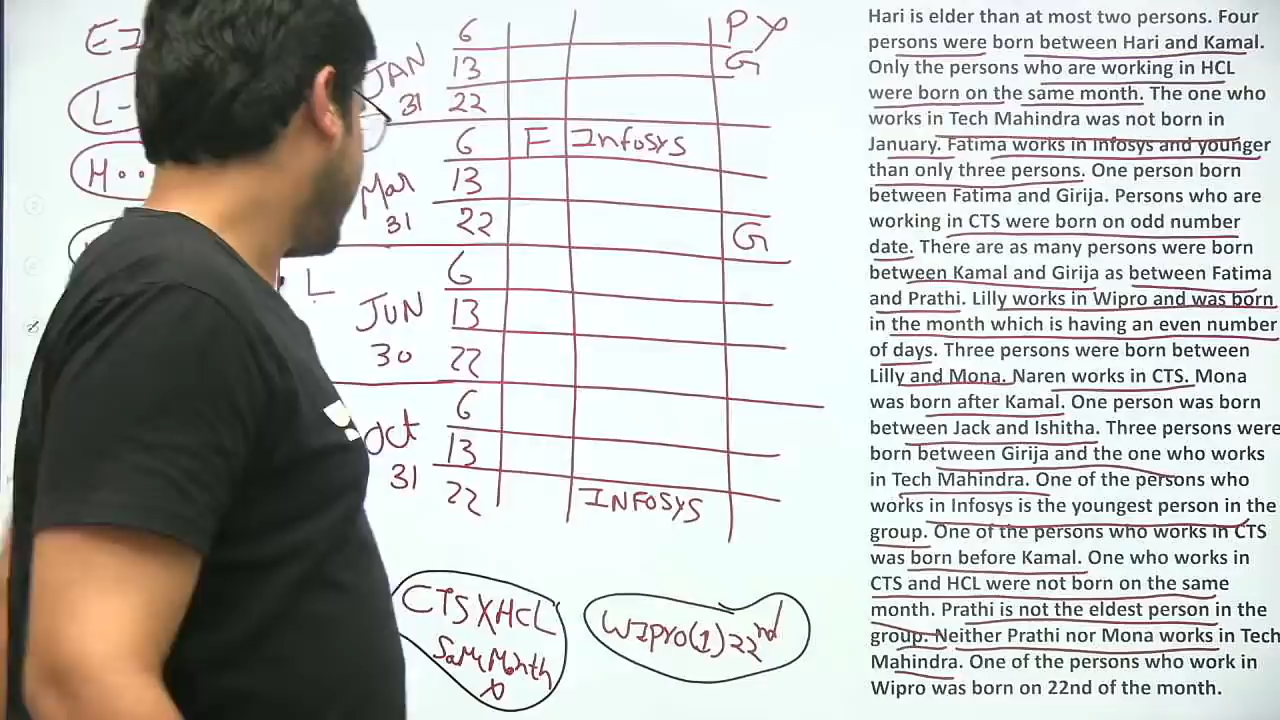 Hari is elder than at most two persons. Four
persons were born between Hari and Kamal.
Only the persons who are working in HCL
were born on the same month. The one who
works in Tech Mahindra was not born in
January. Fatima works in Infosys and younger
than only three persons. One person born
between Fatima and Girija. Persons who are
working in CTS were born on odd number
date. There are as many persons were born
between Kamal and Girija as between Fatima
and Prathi. Lilly works in Wipro and was born
in the month which is having an even number
of days. Three persons were born between
Lilly and Mona. Naren works in CTS. Mona
was born after Kamal. One person was born
between Jack and Ishitha. Three persons were
born between Girija and the one who works
in Tech Mahindra. One of the persons who
works in Infosys is the youngest person in the
group. One of the persons who works in CTS
was born before Kamal. One who works in
CTS and HCL were not born on the same
month. Prathi is not the eldest person in the
group. Neither Prathi nor Mona works in Tech
Mahindra. One of the persons who work in
Wipro was born on 22nd of the month.
L-
H..
L
JAN
31
6
P
13
G
22
Mar
31
6 F Infosys
13
22
G
JUN
30
6
13
22
Oct
31
6
13
22 INFOSYS
CTS X HCL
Same Month
X
WIPRO(1) 22nd